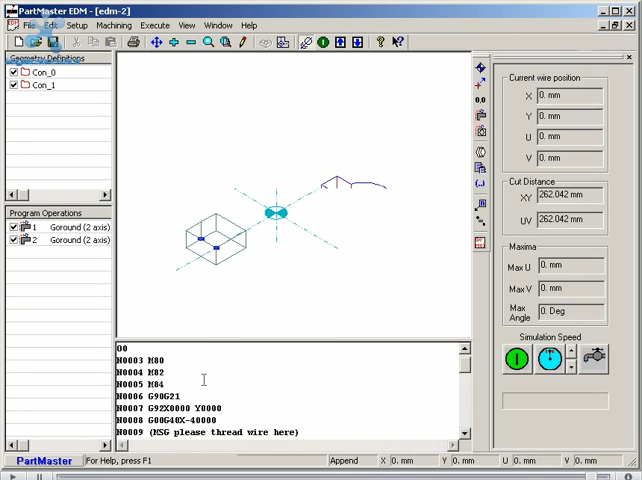 PartMaster EDM - [edm-2]
File Edit Setup Machining Execute View Window Help
Geometry Definitions
Con_0
Con_1
Program Operations
1 Goround (2 axis)
2 Goround (2 axis)
00
N0003 M80
N0004 M82
N0005 M84
N0006 G90G21
N0007 G92X0000 Y0000
N0008 G00G40X-40000
N0009 (MSG please thread wire here)
Current wire position
X 0. mm
Y 0. mm
U 0. mm
V 0. mm
Cut Distance
XY 262.042 mm
UV 262.042 mm
Maxima
Max U 0. mm
Max V 0. mm
Max Angle 0. Deg
Simulation Speed
PartMaster For Help, press F1 Append X 0. mm Y 0. mm U 0. mm V 0. mm